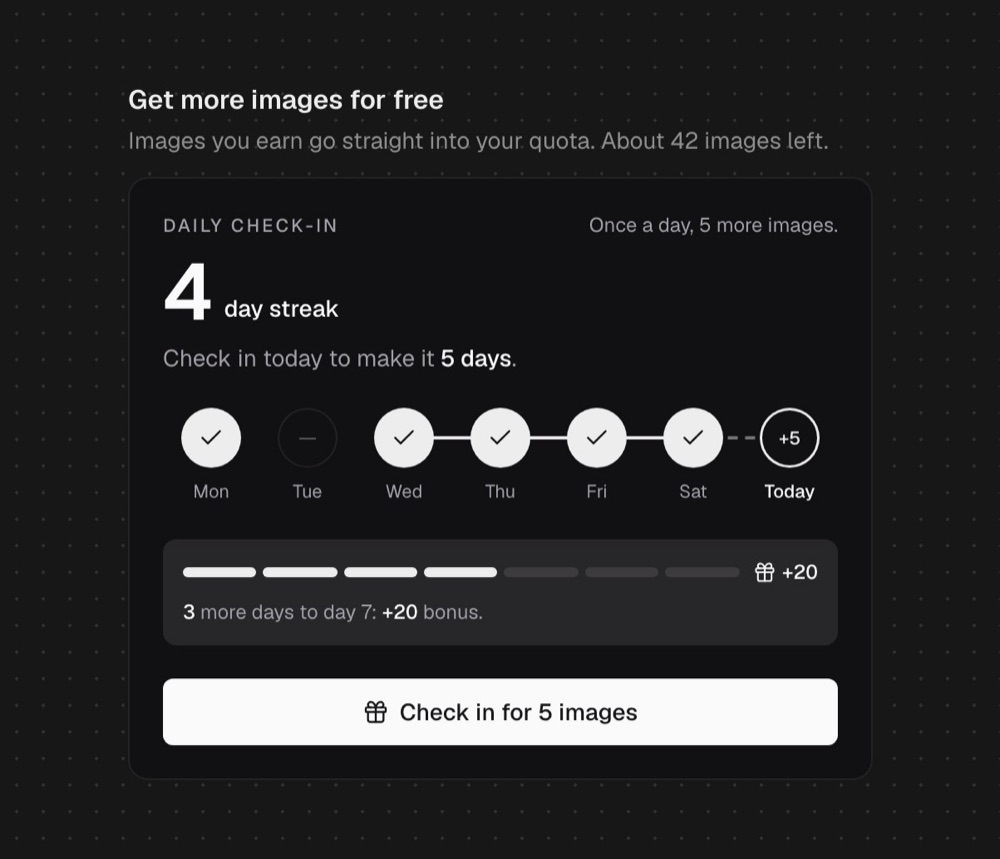 Get more images for free
Images you earn go straight into your quota. About 42 images left.
DAILY CHECK-IN
Once a day, 5 more images.
4 day streak
Check in today to make it 5 days.
+5
Mon Tue Wed Thu Fri Sat Today
+20
3 more days to day 7: +20 bonus.
Check in for 5 images